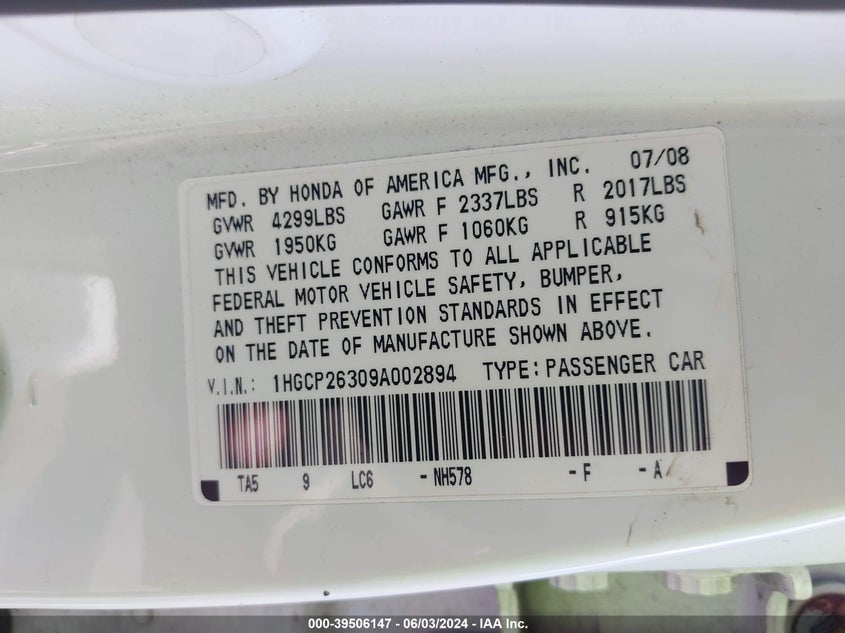 MFD. BY HONDA OF AMERICA MFG., INC. 07/08
GVWR 4299LBS GAWR F 2337LBS R 2017LBS
GVWR 1950KG GAWR F 1060KG R 915KG
THIS VEHICLE CONFORMS TO ALL APPLICABLE
FEDERAL MOTOR VEHICLE SAFETY, BUMPER,
AND THEFT PREVENTION STANDARDS IN EFFECT
ON THE DATE OF MANUFACTURE SHOWN ABOVE.
V.I.N.: 1HGCP26309A002894 TYPE: PASSENGER CAR
TA5 9 LC6 -NH578 -F -A
000-39506147 - 06/03/2024 - IAA Inc.